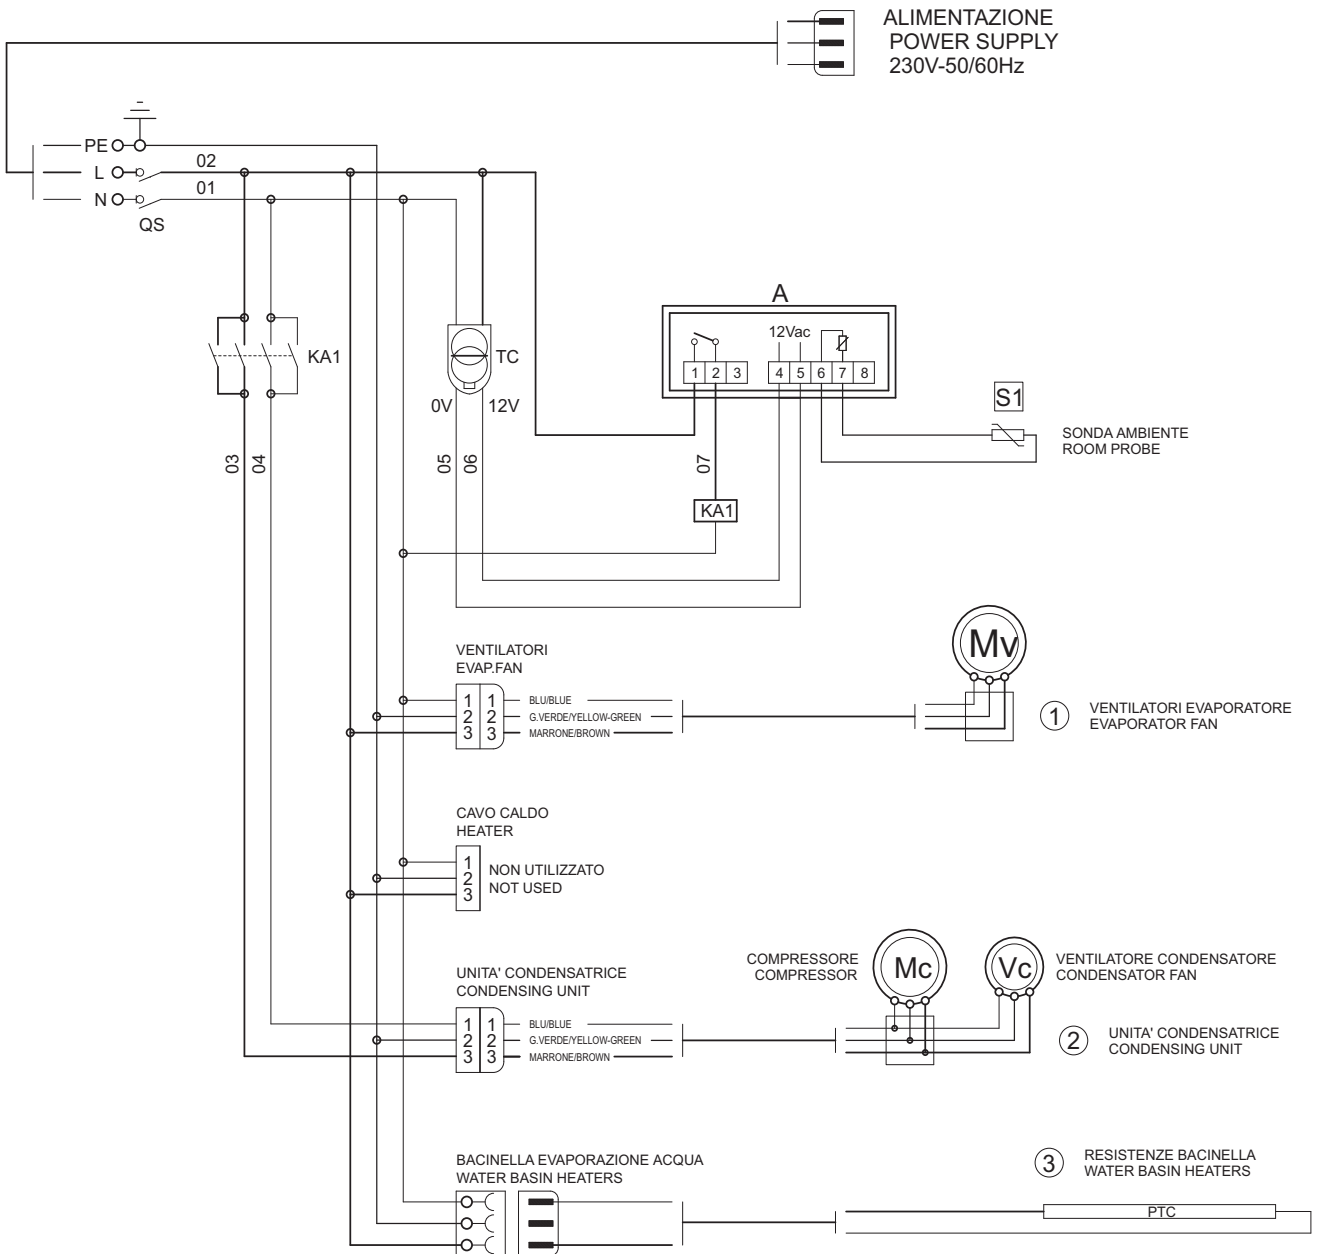 ALIMENTAZIONE
POWER SUPPLY
230V-50/60Hz
PE
L
N
02
01
QS
KA1
TC
0V
12V
A
12Vac
1 2 3
4 5 6 7 8
S1
SONDA AMBIENTE
ROOM PROBE
03
04
05
06
07
KA1
VENTILATORI
EVAP.FAN
1 1 BLU/BLUE
2 2 G.VERDE/YELLOW-GREEN
3 3 MARRONE/BROWN
Mv
1
VENTILATORI EVAPORATORE
EVAPORATOR FAN
CAVO CALDO
HEATER
1
2
3
NON UTILIZZATO
NOT USED
UNITA' CONDENSATRICE
CONDENSING UNIT
1 1 BLU/BLUE
2 2 G.VERDE/YELLOW-GREEN
3 3 MARRONE/BROWN
COMPRESSORE
COMPRESSOR
Mc
Vc
VENTILATORE CONDENSATORE
CONDENSATOR FAN
2
UNITA' CONDENSATRICE
CONDENSING UNIT
BACINELLA EVAPORAZIONE ACQUA
WATER BASIN HEATERS
3
RESISTENZE BACINELLA
WATER BASIN HEATERS
PTC